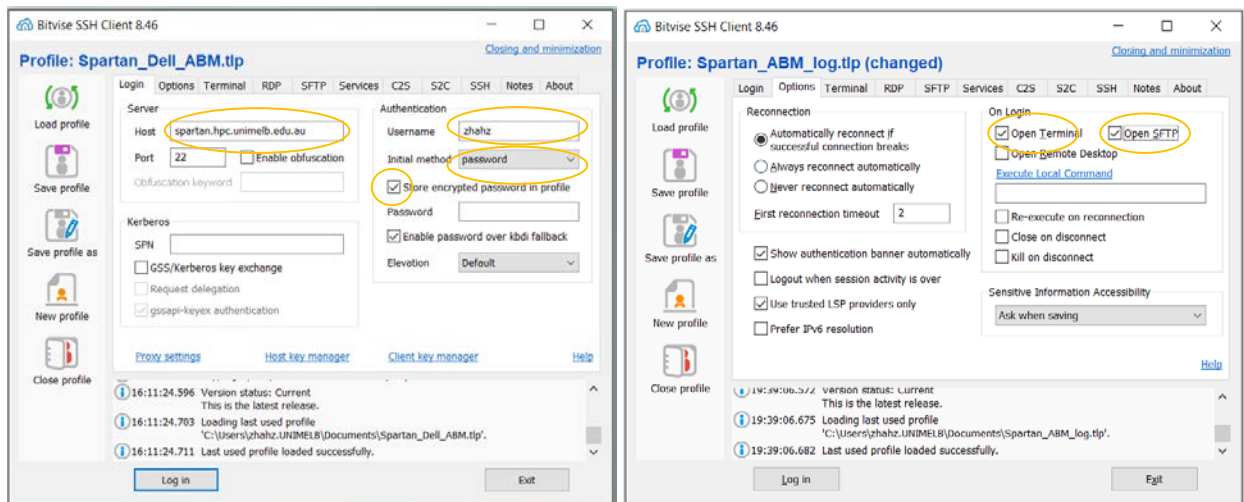 Bitvise SSH Client 8.46
Closing and minimization
Profile: Spartan_Dell_ABM.tlp
Login Options Terminal RDP SFTP Services C2S S2C SSH Notes About
Load profile
Save profile
Save profile as
New profile
Close profile
Server
Host spartan.hpc.unimelb.edu.au
Port 22 Enable obfuscation
Obfuscation keyword
Kerberos
SPN
GSS/Kerberos key exchange
Request delegation
gssapi-keyex authentication
Authentication
Username zhahz
Initial method password
Store encrypted password in profile
Password
Enable password over kbdi fallback
Elevation Default
Proxy settings Host key manager Client key manager Help
16:11:24.596 Version status: Current
This is the latest release.
16:11:24.703 Loading last used profile
'C:\Users\zhahz.UNIMELB\Documents\Spartan_Dell_ABM.tlp'.
16:11:24.711 Last used profile loaded successfully.
Log in Exit
Bitvise SSH Client 8.46
Closing and minimization
Profile: Spartan_ABM_log.tlp (changed)
Login Options Terminal RDP SFTP Services C2S S2C SSH Notes About
Load profile
Save profile
Save profile as
New profile
Close profile
Reconnection
Automatically reconnect if
successful connection breaks
Always reconnect automatically
Never reconnect automatically
First reconnection timeout 2
Show authentication banner automatically
Logout when session activity is over
Use trusted LSP providers only
Prefer IPv6 resolution
On Login
Open Terminal Open SFTP
Open Remote Desktop
Execute Local Command
Re-execute on reconnection
Close on disconnect
Kill on disconnect
Sensitive Information Accessibility
Ask when saving
Help
19:39:06.572 Version status: Current
This is the latest release.
19:39:06.675 Loading last used profile
'C:\Users\zhahz.UNIMELB\Documents\Spartan_ABM_log.tlp'.
19:39:06.682 Last used profile loaded successfully.
Log in Exit